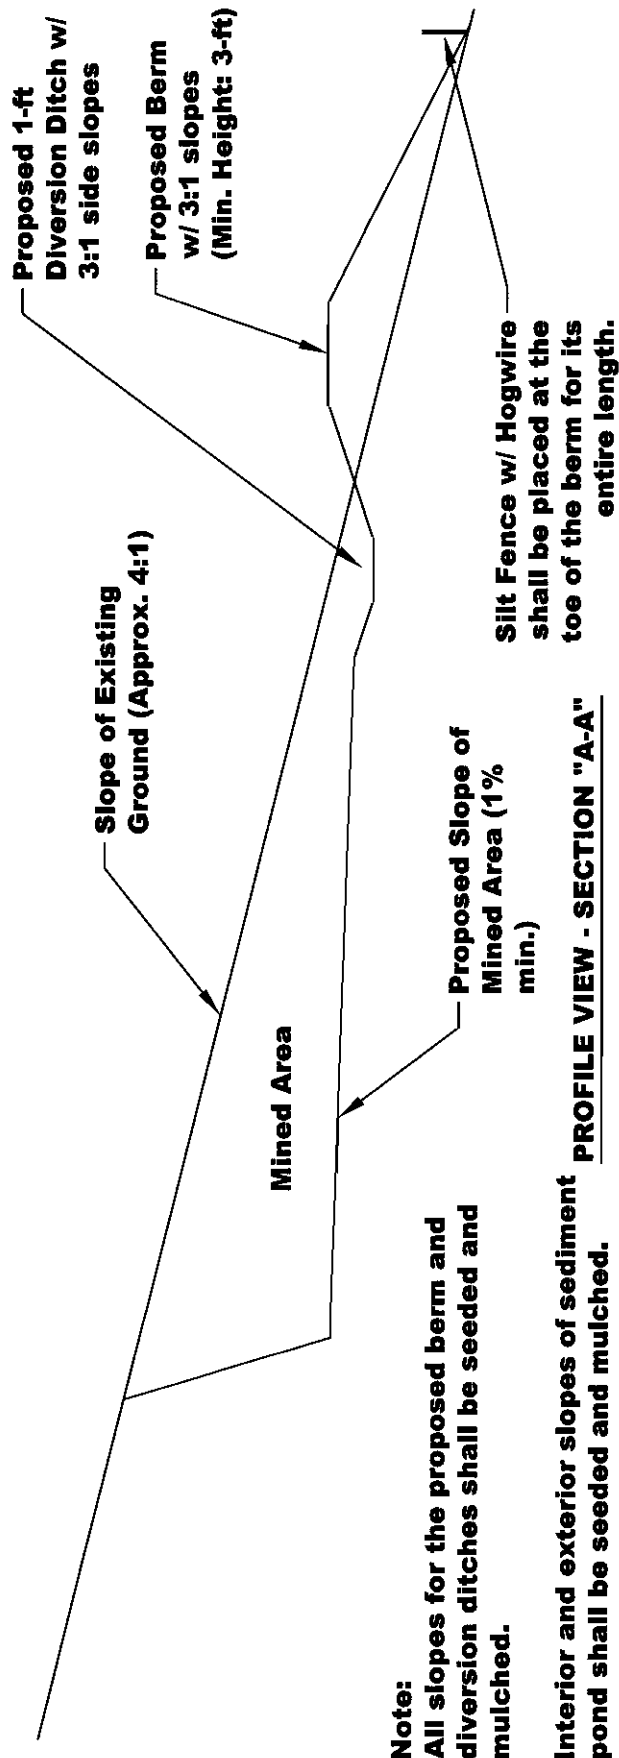 Proposed 1-ft
Diversion Ditch w/
3:1 side slopes
Proposed Berm
w/ 3:1 slopes
(Min. Height: 3-ft)
Slope of Existing
Ground (Approx. 4:1)
Mined Area
Silt Fence w/ Hogwire
shall be placed at the
toe of the berm for its
entire length.
Proposed Slope of
Mined Area (1%
min.)
Note:
All slopes for the proposed berm and
diversion ditches shall be seeded and
mulched.
Interior and exterior slopes of sediment
pond shall be seeded and mulched.
PROFILE VIEW - SECTION "A-A"